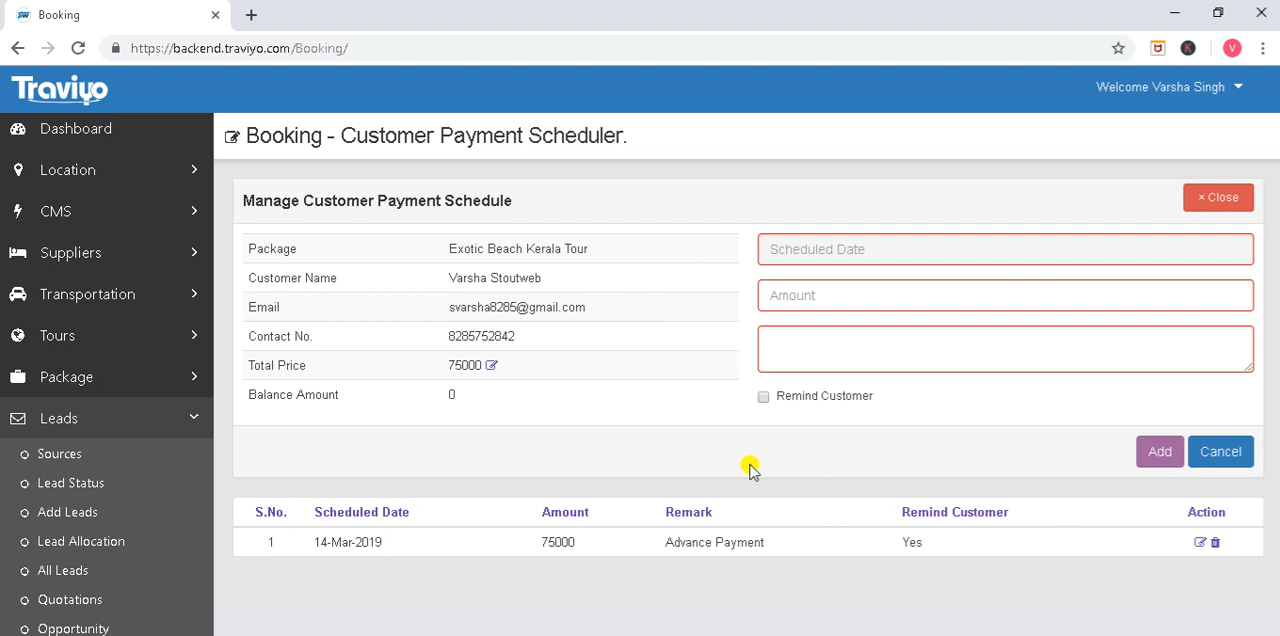 Booking
https://backend.traviyo.com/Booking/
V
Traviyo
Welcome Varsha Singh
Dashboard
Location
CMS
Suppliers
Transportation
Tours
Package
Leads
Sources
Lead Status
Add Leads
Lead Allocation
All Leads
Quotations
Opportunity
Booking - Customer Payment Scheduler.
Manage Customer Payment Schedule
× Close
Package Exotic Beach Kerala Tour
Customer Name Varsha Stoutweb
Email svarsha8285@gmail.com
Contact No. 8285752842
Total Price 75000
Balance Amount 0
Scheduled Date
Amount
Remind Customer
Add Cancel
S.No. Scheduled Date Amount Remark Remind Customer Action
1 14-Mar-2019 75000 Advance Payment Yes